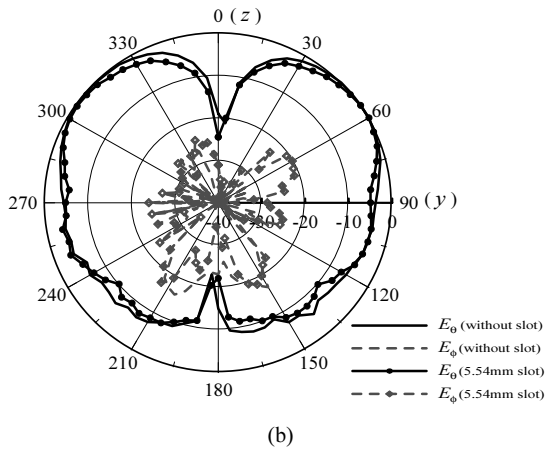 0 (z)
330
30
300
60
270
-40
-30
-20
-10
0
90 (y)
240
120
210
150
180
Eθ (without slot)
Eϕ (without slot)
Eθ (5.54mm slot)
Eϕ (5.54mm slot)
(b)